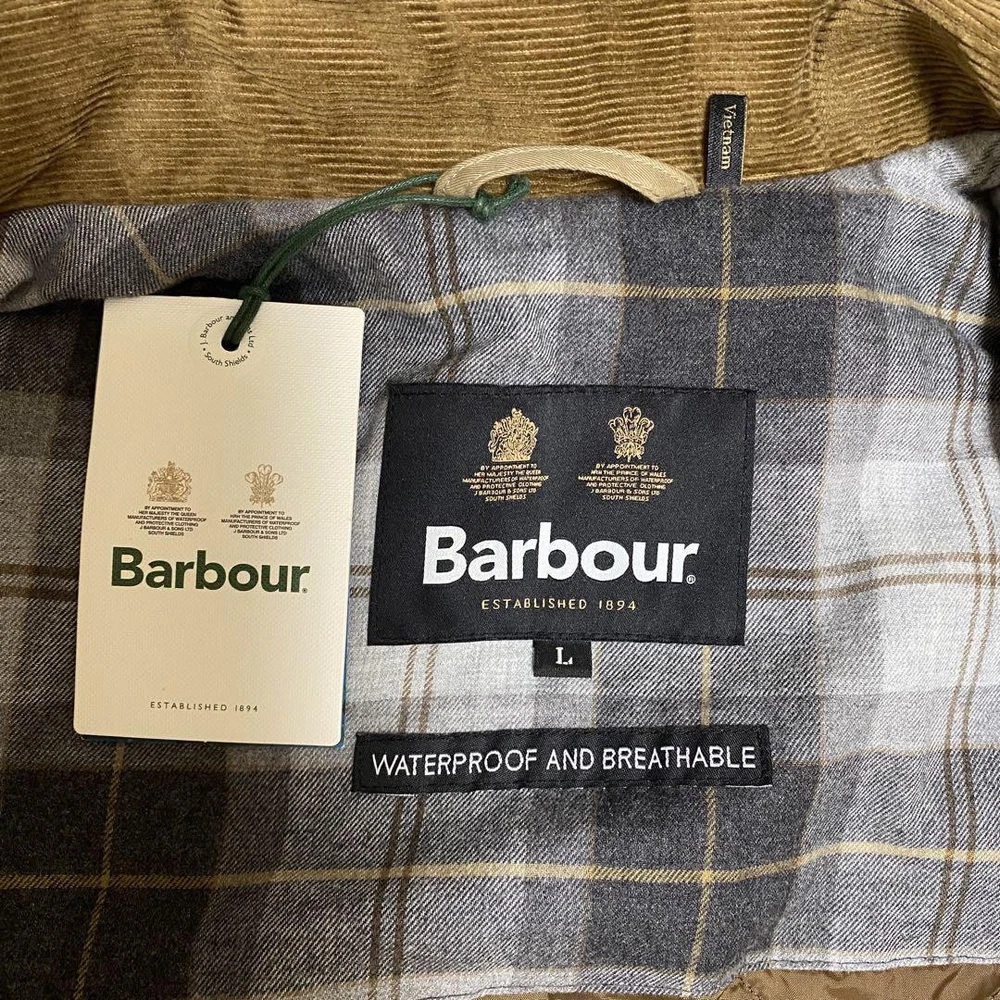 Vietnam
J. Barbour an
Ltd
South Shields
BY APPOINTMENT TO
HER MAJESTY THE QUEEN
MANUFACTURERS OF WATERPROOF
AND PROTECTIVE CLOTHING
J BARBOUR & SONS LTD
SOUTH SHIELDS
BY APPOINTMENT TO
HRH THE PRINCE OF WALES
MANUFACTURERS OF WATERPROOF
AND PROTECTIVE CLOTHING
J BARBOUR & SONS LTD
SOUTH SHIELDS
Barbour®
ESTABLISHED 1894
BY APPOINTMENT TO
HER MAJESTY THE QUEEN
MANUFACTURERS OF WATERPROOF
AND PROTECTIVE CLOTHING
J BARBOUR & SONS LTD
SOUTH SHIELDS
BY APPOINTMENT TO
HRH THE PRINCE OF WALES
MANUFACTURERS OF WATERPROOF
AND PROTECTIVE CLOTHING
J BARBOUR & SONS LTD
SOUTH SHIELDS
Barbour®
ESTABLISHED 1894
L
WATERPROOF AND BREATHABLE